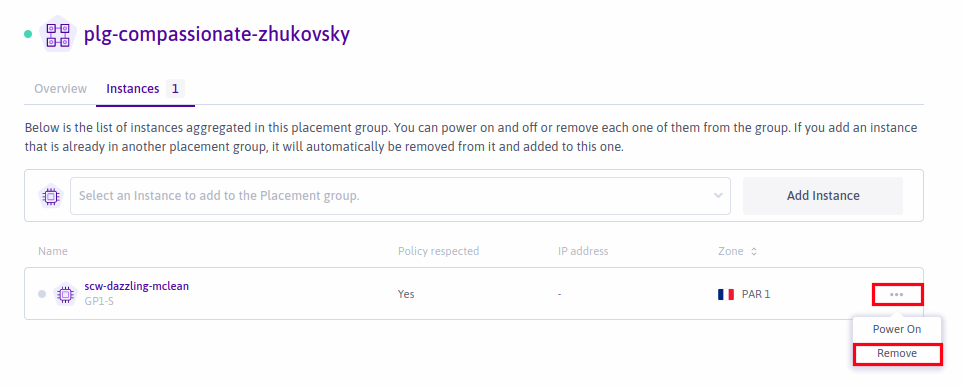 plg-compassionate-zhukovsky
Overview Instances 1
Below is the list of instances aggregated in this placement group. You can power on and off or remove each one of them from the group. If you add an instance
that is already in another placement group, it will automatically be removed from it and added to this one.
Select an Instance to add to the Placement group. Add Instance
Name Policy respected IP address Zone
scw-dazzling-mclean
GP1-S Yes - PAR 1
Power On
Remove